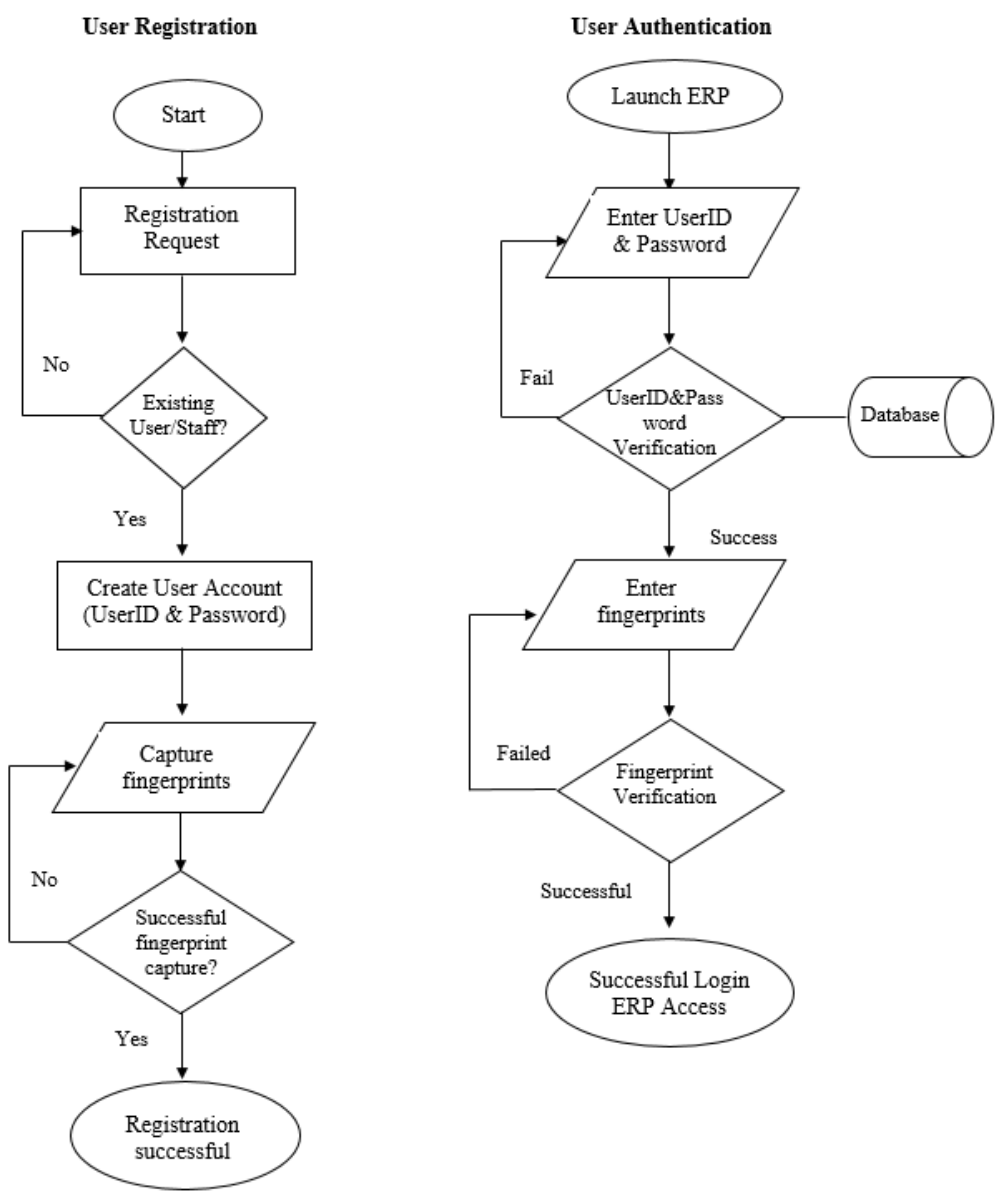 User Registration
Start
Registration
Request
No
Existing
User/Staff?
Yes
Create User Account
(UserID & Password)
Capture
fingerprints
No
Successful
fingerprint
capture?
Yes
Registration
successful
User Authentication
Launch ERP
Enter UserID
& Password
Fail
UserID&Pass
word
Verification
Database
Success
Enter
fingerprints
Failed
Fingerprint
Verification
Successful
Successful Login
ERP Access